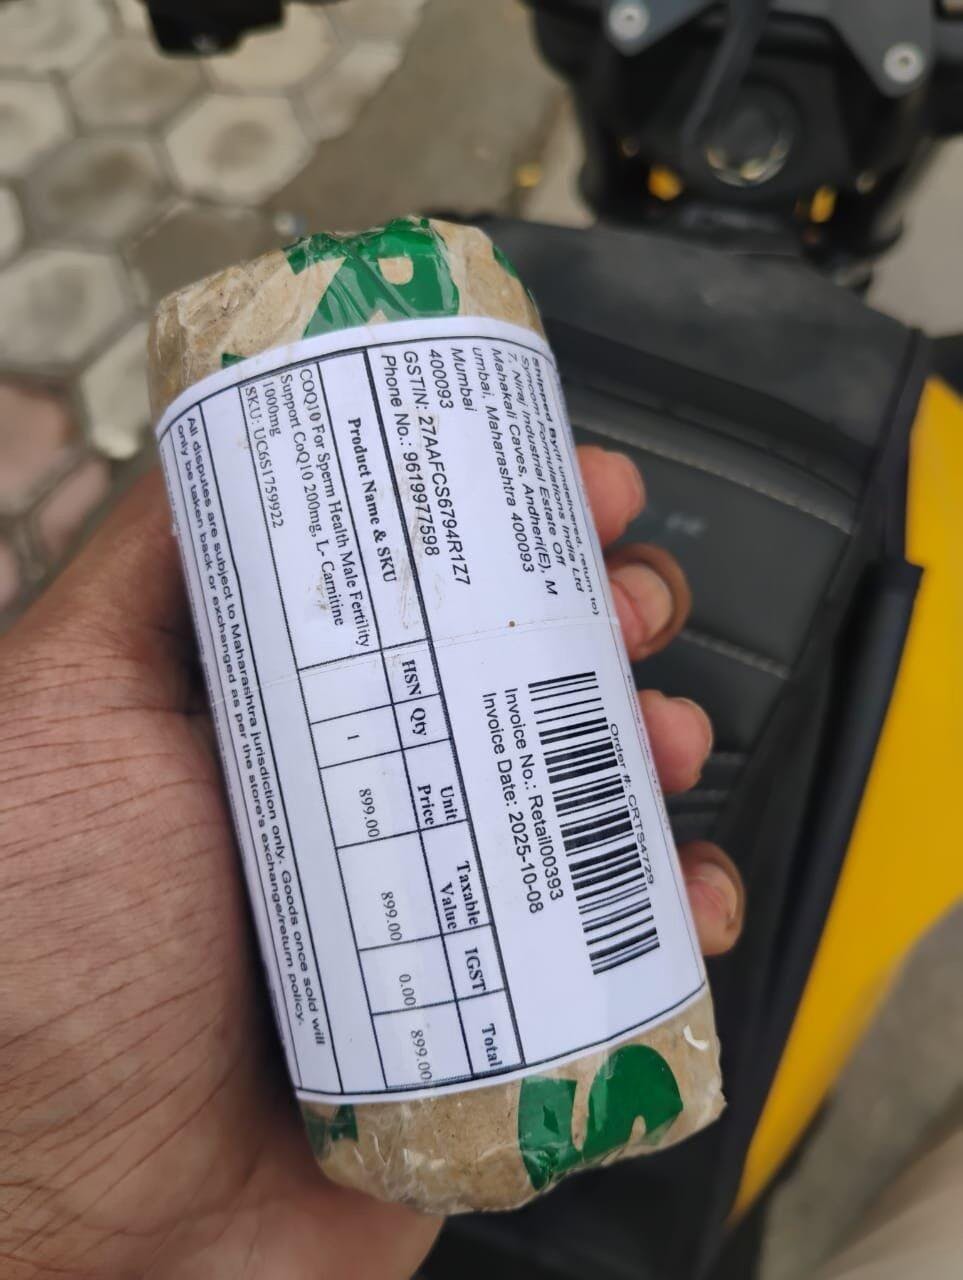 Shipped By(If undelivered, return to)
Syncom Formulations India Ltd
7, Niraj Industrial Estate Off
Mahakali Caves, Andheri(E), M
umbai, Maharashtra 400093
Mumbai
400093
GSTIN: 27AAFCS6794R1Z7
Phone No.: 9619977598
Order #: CRTSA729
Invoice No.: Retail00393
Invoice Date: 2025-10-08
Product Name & SKU HSN Qty Unit Price Taxable Value IGST Total
COQ10 For Sperm Health Male Fertility
Support CoQ10 200mg, L- Carnitine
1000mg
SKU: UC6S1759922
1 899.00 899.00 0.00 899.00
All disputes are subject to Maharashtra jurisdiction only. Goods once sold will
only be taken back or exchanged as per the store's exchange/return policy.